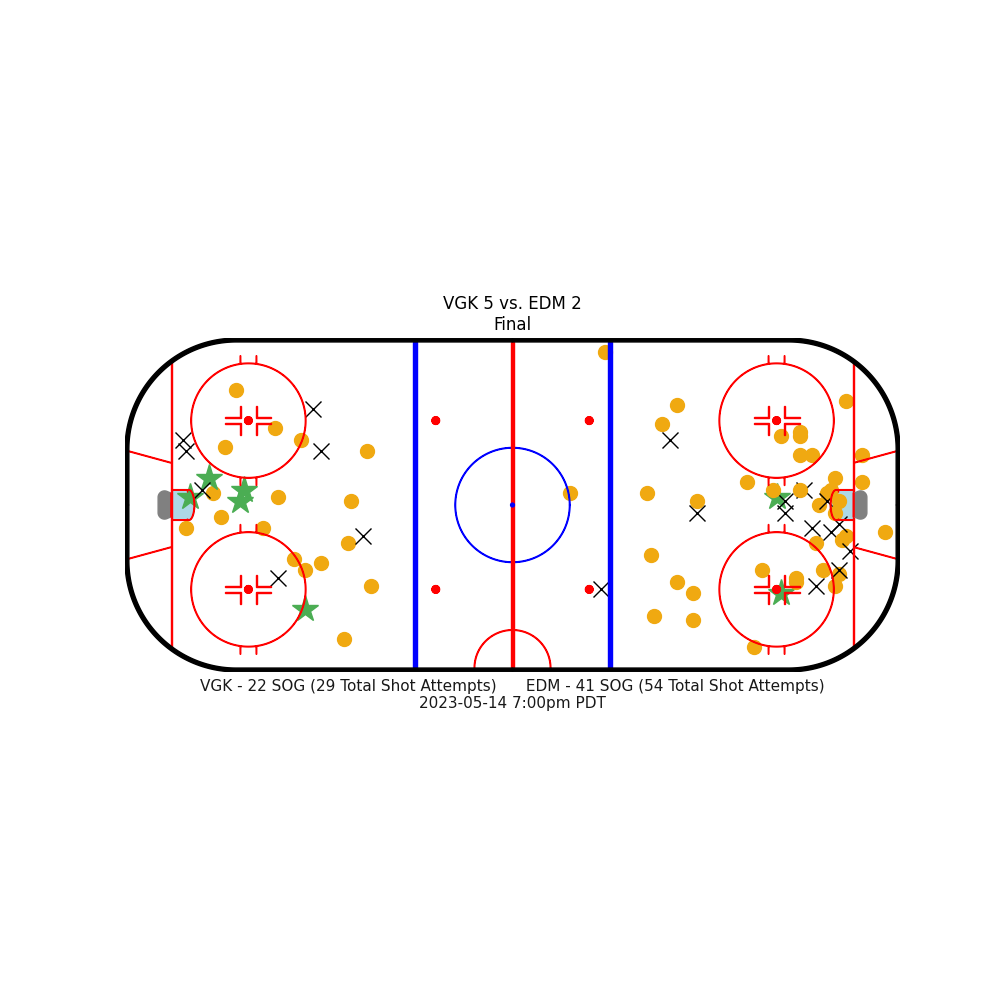 VGK 5 vs. EDM 2
Final
VGK - 22 SOG (29 Total Shot Attempts) EDM - 41 SOG (54 Total Shot Attempts)
2023-05-14 7:00pm PDT